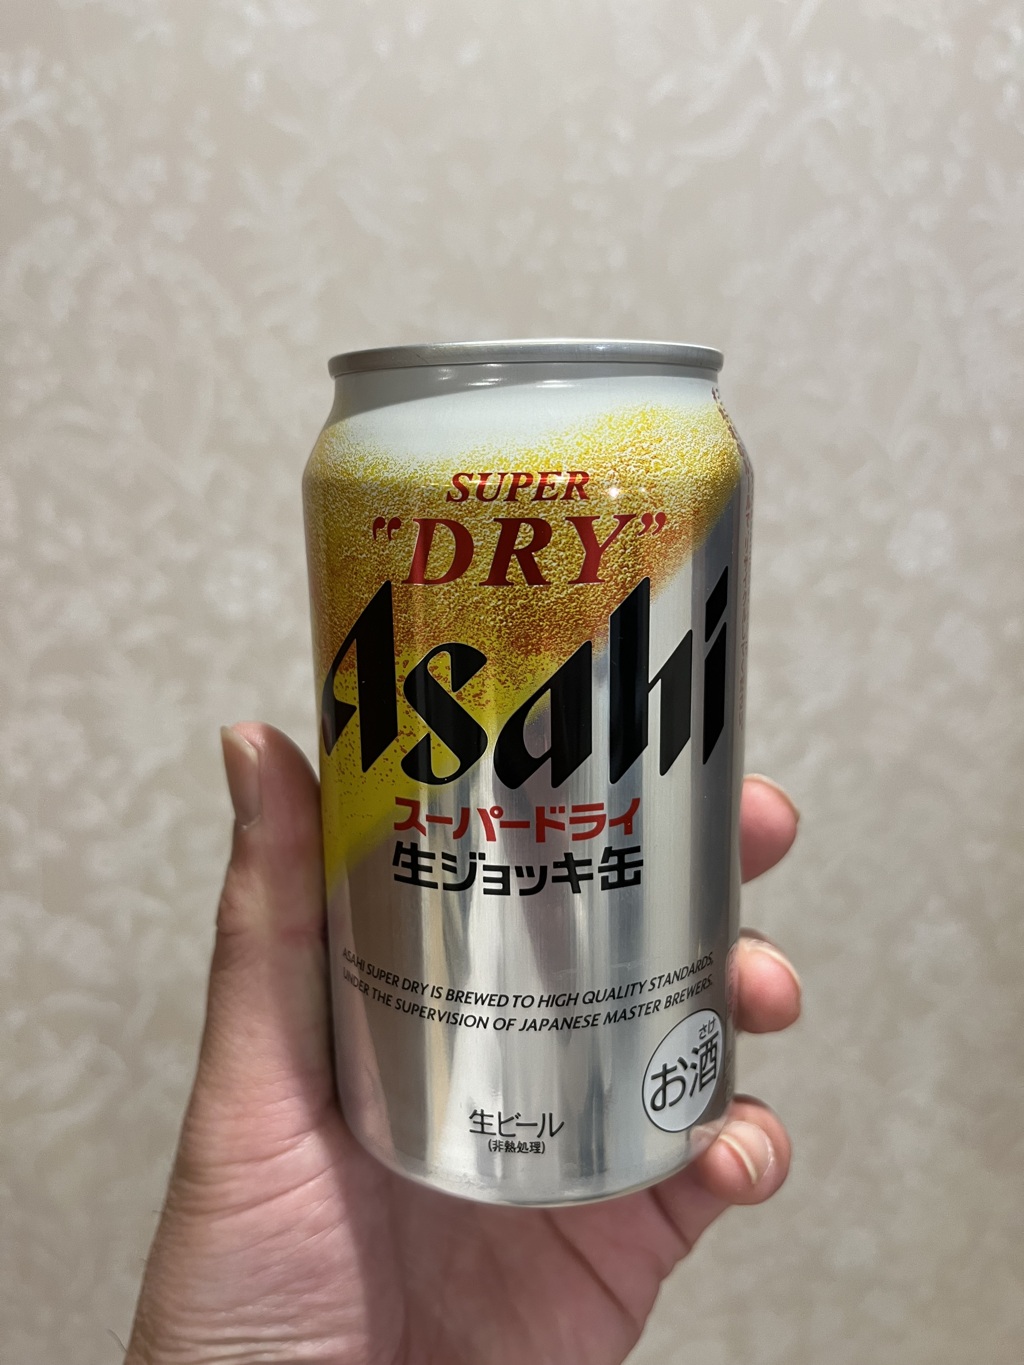 SUPER
"DRY"
Asahi
スーパードライ
生ジョッキ缶
ASAHI SUPER DRY IS BREWED TO HIGH QUALITY STANDARDS,
UNDER THE SUPERVISION OF JAPANESE MASTER BREWERS.
さけ
お酒
生ビール
(非熱処理)